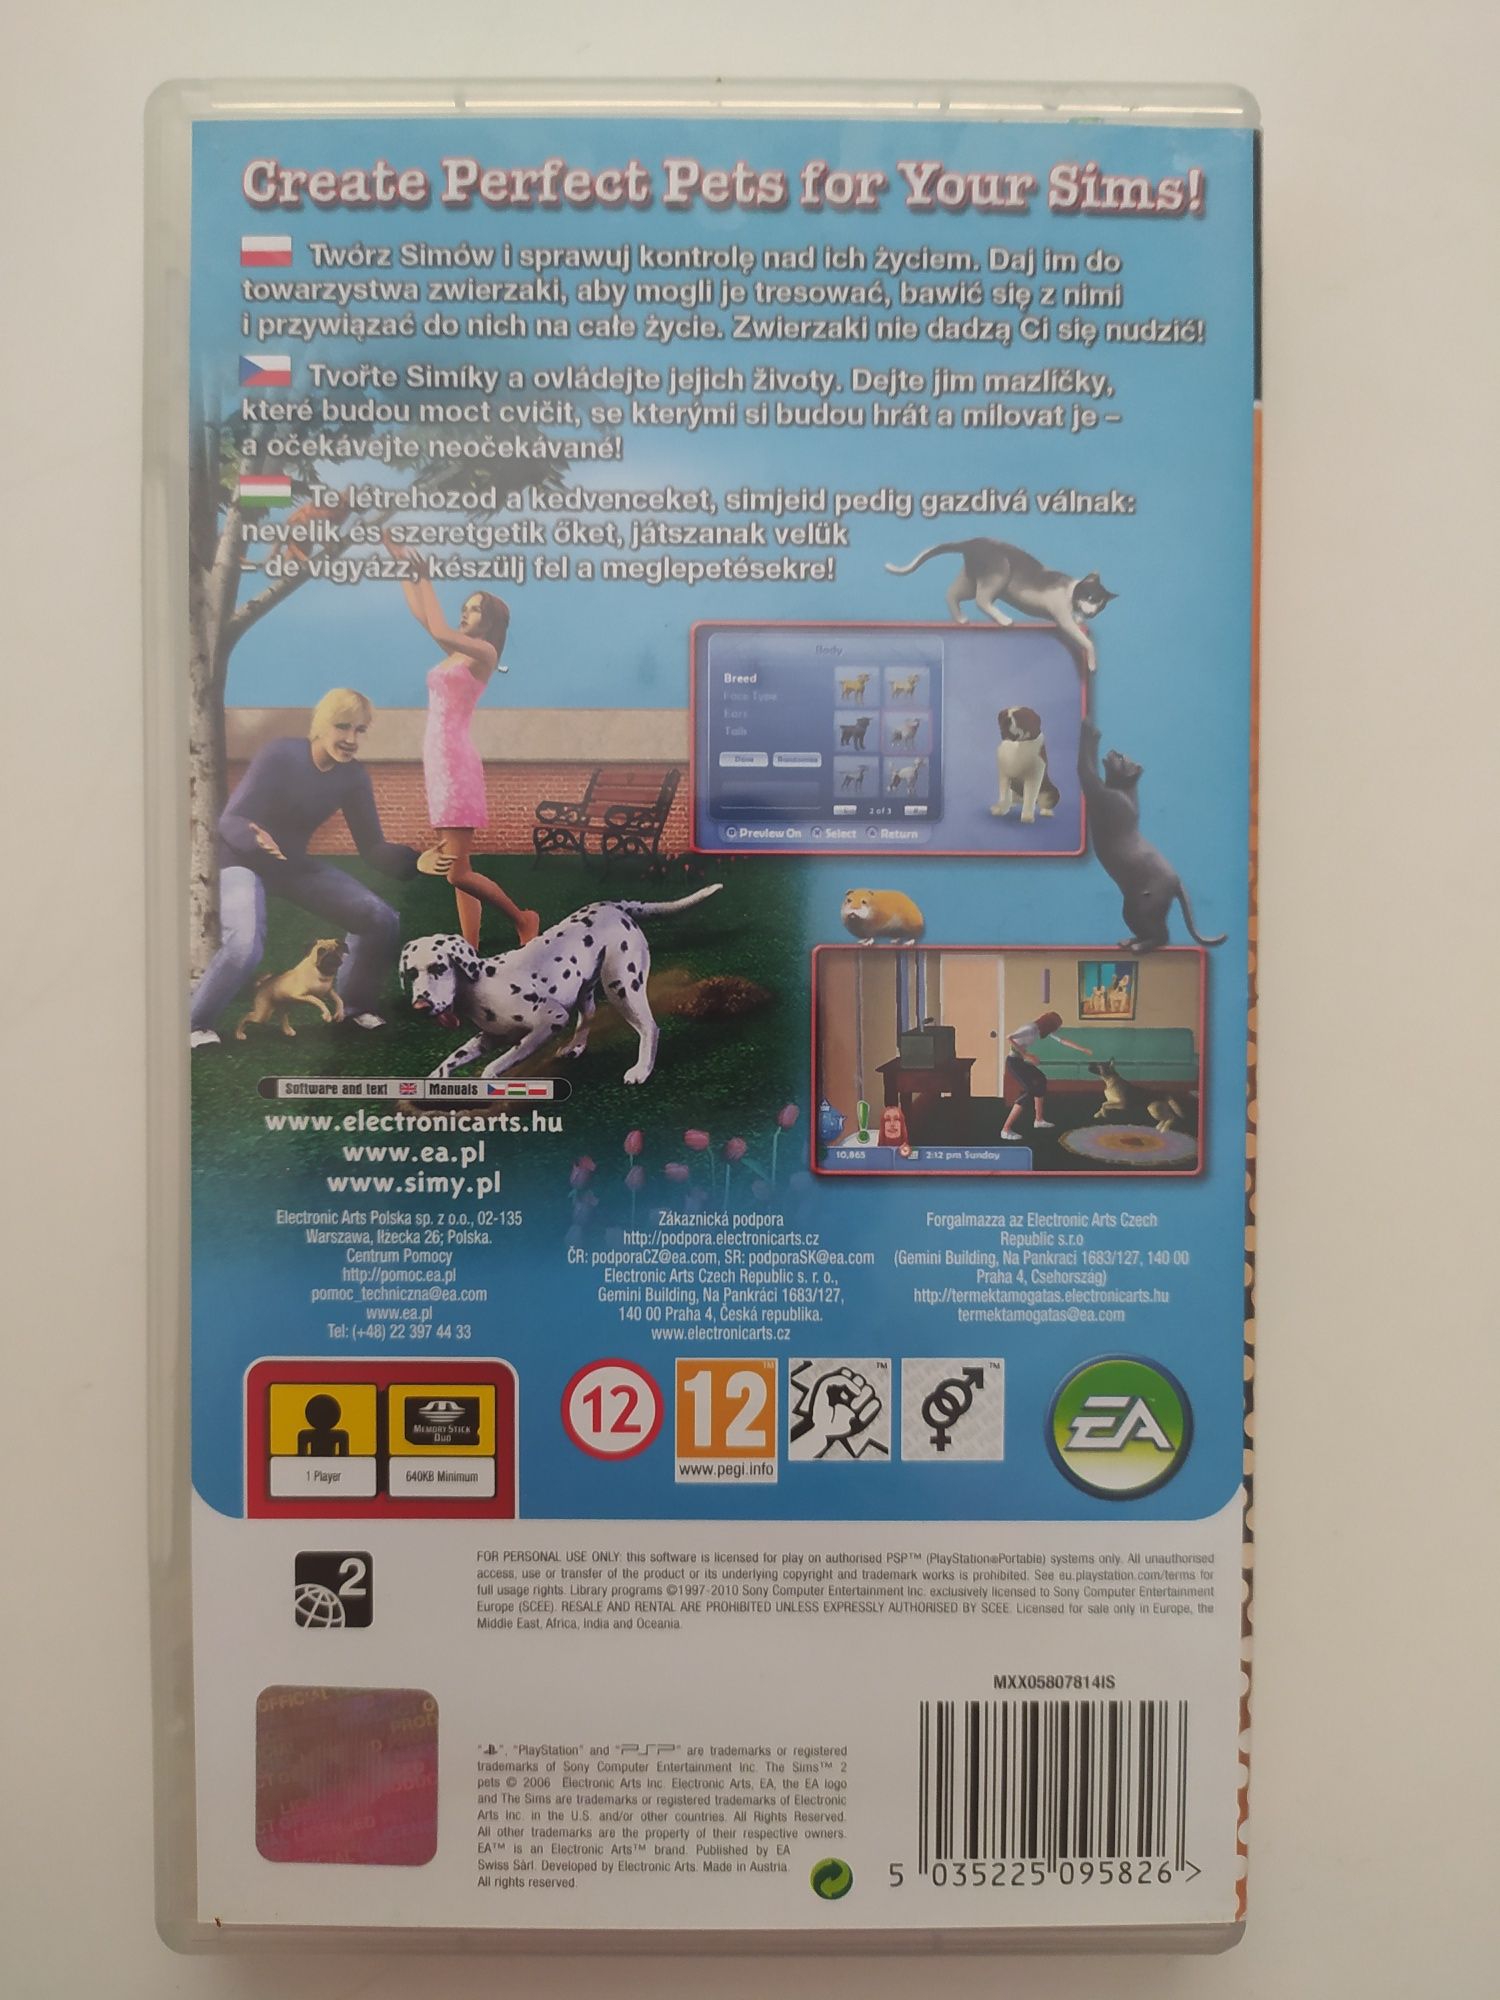 Create Perfect Pets for Your Sims!
Twórz Simów i sprawuj kontrolę nad ich życiem. Daj im do
towarzystwa zwierzaki, aby mogli je tresować, bawić się z nimi
i przywiązać do nich na całe życie. Zwierzaki nie dadzą Ci się nudzić!
Tvořte Simíky a ovládejte jejich životy. Dejte jim mazlíčky,
které budou moct cvičit, se kterými si budou hrát a milovat je –
a očekávejte neočekávané!
Te létrehozod a kedvenceket, simjeid pedig gazdivá válnak:
nevelik és szeretgetik őket, játszanak velük
– de vigyázz, készülj fel a meglepetésekre!
Body
Breed
Face Type
Ears
Tails
Done Randomize
2 of 3
Preview On Select Return
10,865 2:12 pm Sunday
Software and text Manuals
www.electronicarts.hu
www.ea.pl
www.simy.pl
Electronic Arts Polska sp. z o.o., 02-135
Warszawa, Iłżecka 26; Polska.
Centrum Pomocy
http://pomoc.ea.pl
pomoc_techniczna@ea.com
www.ea.pl
Tel: (+48) 22 397 44 33
Zákaznická podpora
http://podpora.electronicarts.cz
ČR: podporaCZ@ea.com, SR: podporaSK@ea.com
Electronic Arts Czech Republic s. r. o.,
Gemini Building, Na Pankráci 1683/127,
140 00 Praha 4, Česká republika.
www.electronicarts.cz
Forgalmazza az Electronic Arts Czech
Republic s.r.o
(Gemini Building, Na Pankraci 1683/127, 140 00
Praha 4, Csehország)
http://termektamogatas.electronicarts.hu
termektamogatas@ea.com
MEMORY STICK
DUO
1 Player
640KB Minimum
12
12
www.pegi.info
EA
2
FOR PERSONAL USE ONLY: this software is licensed for play on authorised PSP™ (PlayStation®Portable) systems only. All unauthorised
access, use or transfer of the product or its underlying copyright and trademark works is prohibited. See eu.playstation.com/terms for
full usage rights. Library programs ©1997-2010 Sony Computer Entertainment Inc. exclusively licensed to Sony Computer Entertainment
Europe (SCEE). RESALE AND RENTAL ARE PROHIBITED UNLESS EXPRESSLY AUTHORISED BY SCEE. Licensed for sale only in Europe, the
Middle East, Africa, India and Oceania.
MXX05807814IS
"", "PlayStation" and "PSP" are trademarks or registered
trademarks of Sony Computer Entertainment Inc. The Sims™ 2
pets © 2006 Electronic Arts Inc. Electronic Arts, EA, the EA logo
and The Sims are trademarks or registered trademarks of Electronic
Arts Inc. in the U.S. and/or other countries. All Rights Reserved.
All other trademarks are the property of their respective owners.
EA™ is an Electronic Arts™ brand. Published by EA
Swiss Sàrl. Developed by Electronic Arts. Made in Austria.
All rights reserved.
5 035225 095826 >